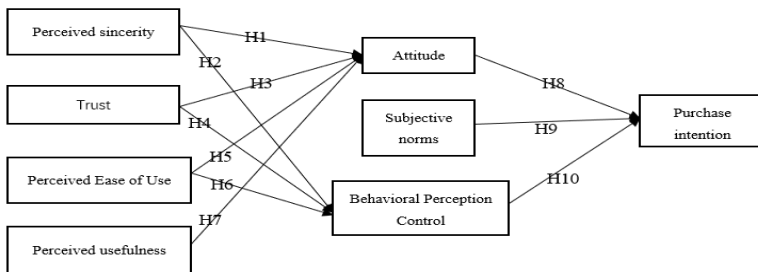 Perceived sincerity
H1
H2
Attitude
H3
H8
Trust
Subjective
norms
Purchase
intention
H4
H9
H5
Perceived Ease of Use
H6
Behavioral Perception
Control
H10
H7
Perceived usefulness